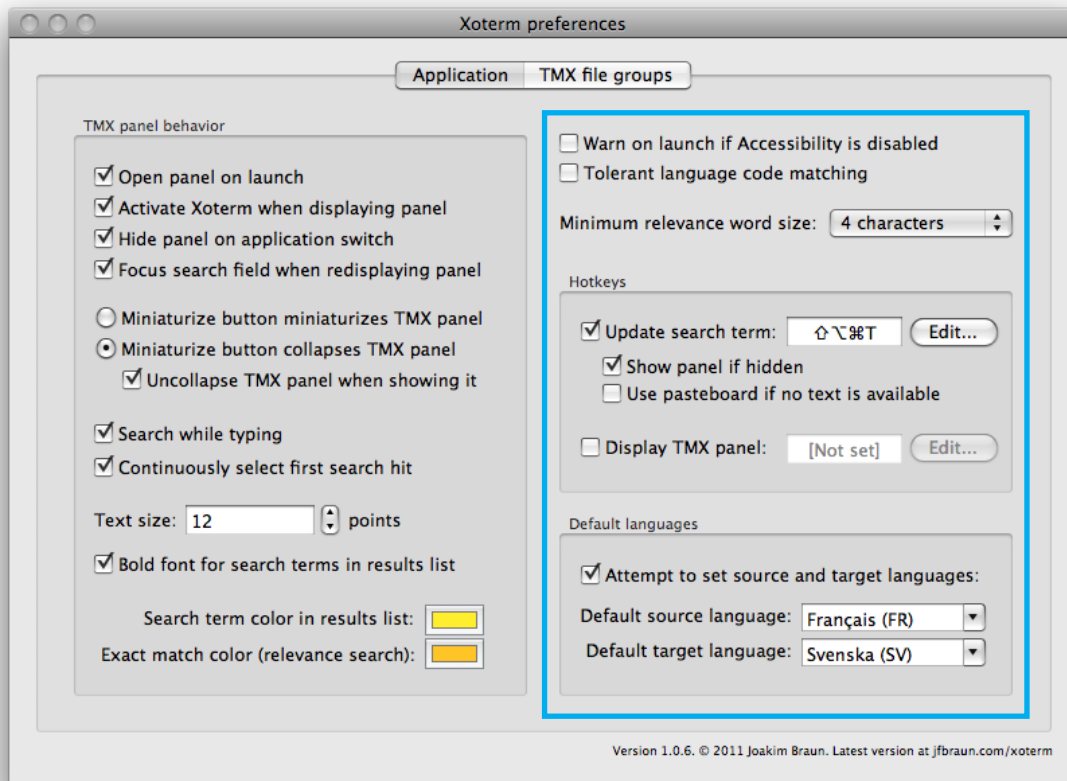 Xoterm preferences
Application
TMX file groups
TMX panel behavior
Open panel on launch
Activate Xoterm when displaying panel
Hide panel on application switch
Focus search field when redisplaying panel
Miniaturize button miniaturizes TMX panel
Miniaturize button collapses TMX panel
Uncollapse TMX panel when showing it
Search while typing
Continuously select first search hit
Text size: 12 points
Bold font for search terms in results list
Search term color in results list:
Exact match color (relevance search):
Warn on launch if Accessibility is disabled
Tolerant language code matching
Minimum relevance word size: 4 characters
Hotkeys
Update search term: ⇧⌥⌘T Edit...
Show panel if hidden
Use pasteboard if no text is available
Display TMX panel: [Not set] Edit...
Default languages
Attempt to set source and target languages:
Default source language: Français (FR)
Default target language: Svenska (SV)
Version 1.0.6. © 2011 Joakim Braun. Latest version at jfbraun.com/xoterm